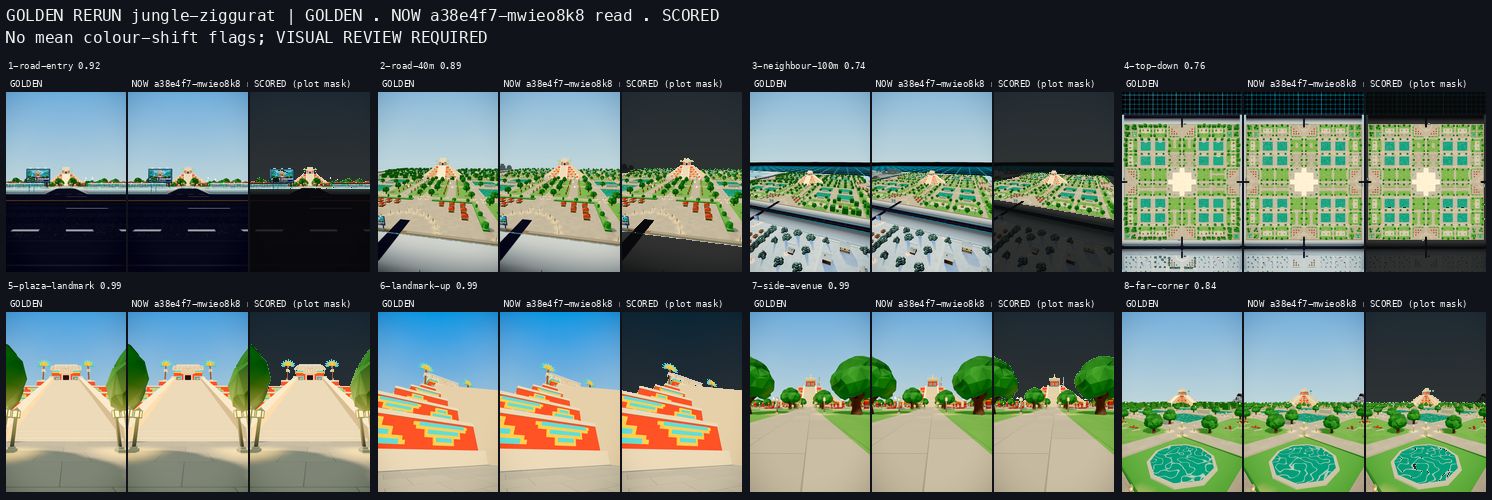 GOLDEN RERUN jungle-ziggurat | GOLDEN . NOW a38e4f7-mwieo8k8 read . SCORED
No mean colour-shift flags; VISUAL REVIEW REQUIRED
1-road-entry 0.92
GOLDEN NOW a38e4f7-mwieo8k8 SCORED (plot mask)
2-road-40m 0.89
GOLDEN NOW a38e4f7-mwieo8k8 SCORED (plot mask)
3-neighbour-100m 0.74
GOLDEN NOW a38e4f7-mwieo8k8 SCORED (plot mask)
4-top-down 0.76
GOLDEN NOW a38e4f7-mwieo8k8 SCORED (plot mask)
5-plaza-landmark 0.99
GOLDEN NOW a38e4f7-mwieo8k8 SCORED (plot mask)
6-landmark-up 0.99
GOLDEN NOW a38e4f7-mwieo8k8 SCORED (plot mask)
7-side-avenue 0.99
GOLDEN NOW a38e4f7-mwieo8k8 SCORED (plot mask)
8-far-corner 0.84
GOLDEN NOW a38e4f7-mwieo8k8 SCORED (plot mask)